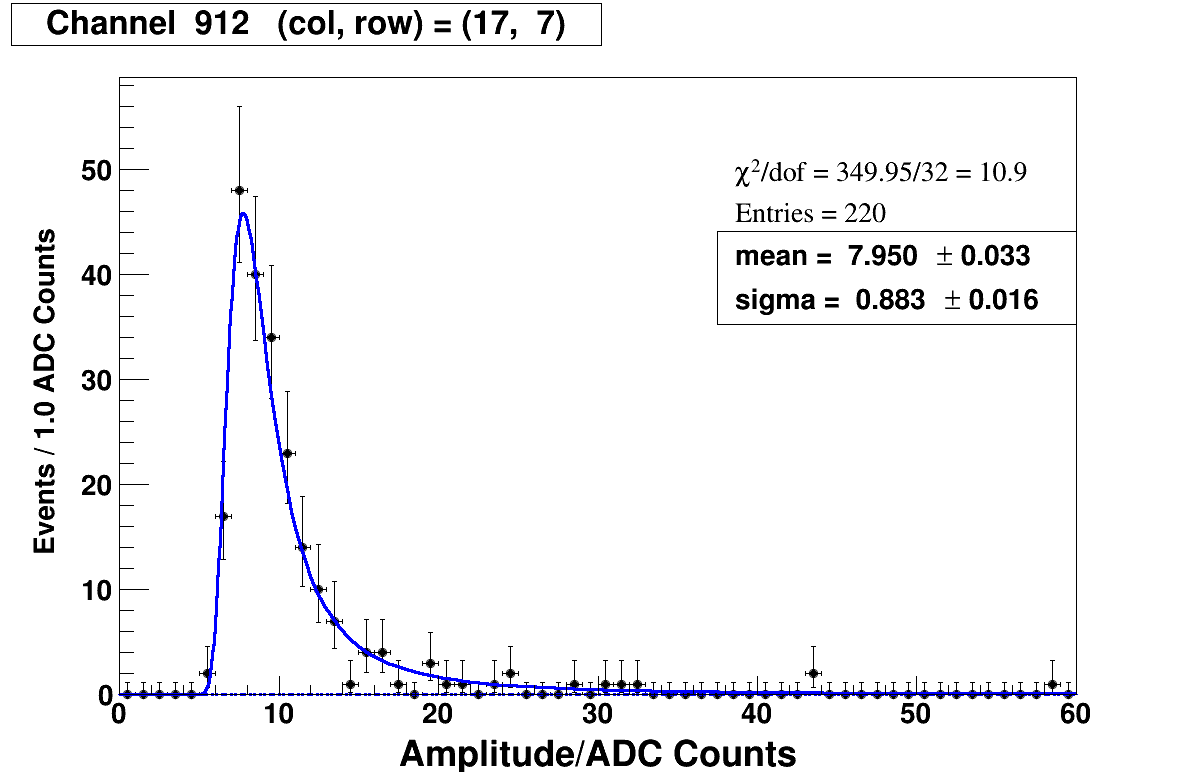 Channel 912 (col, row) = (17, 7)
χ²/dof = 349.95/32 = 10.9
Entries = 220
mean = 7.950 ± 0.033
sigma = 0.883 ± 0.016
Events / 1.0 ADC Counts
50
40
30
20
10
0
0 10 20 30 40 50 60
Amplitude/ADC Counts